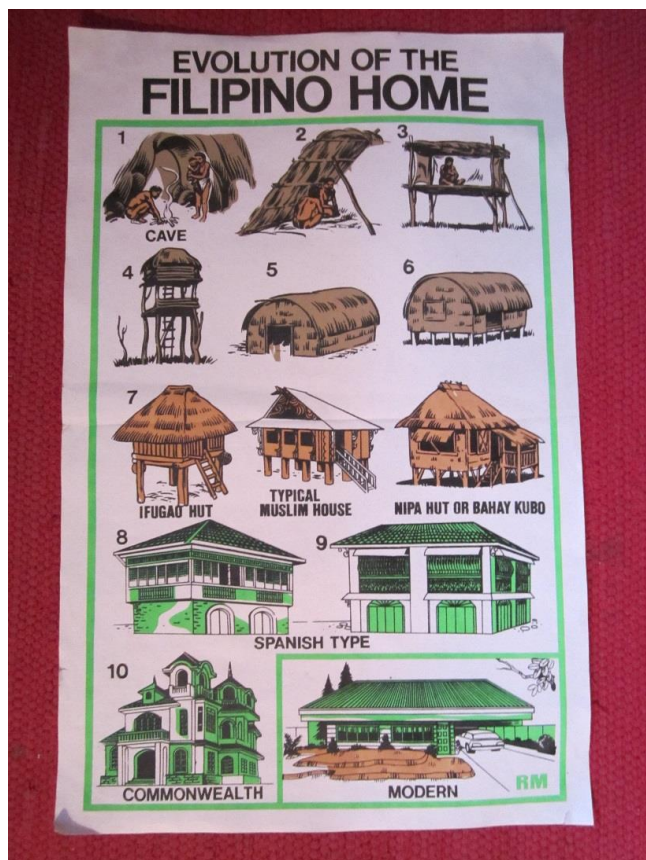 EVOLUTION OF THE
FILIPINO HOME
1
2
3
CAVE
4
5
6
7
IFUGAO HUT
TYPICAL
MUSLIM HOUSE
NIPA HUT OR BAHAY KUBO
8
9
SPANISH TYPE
10
COMMONWEALTH
MODERN
RM